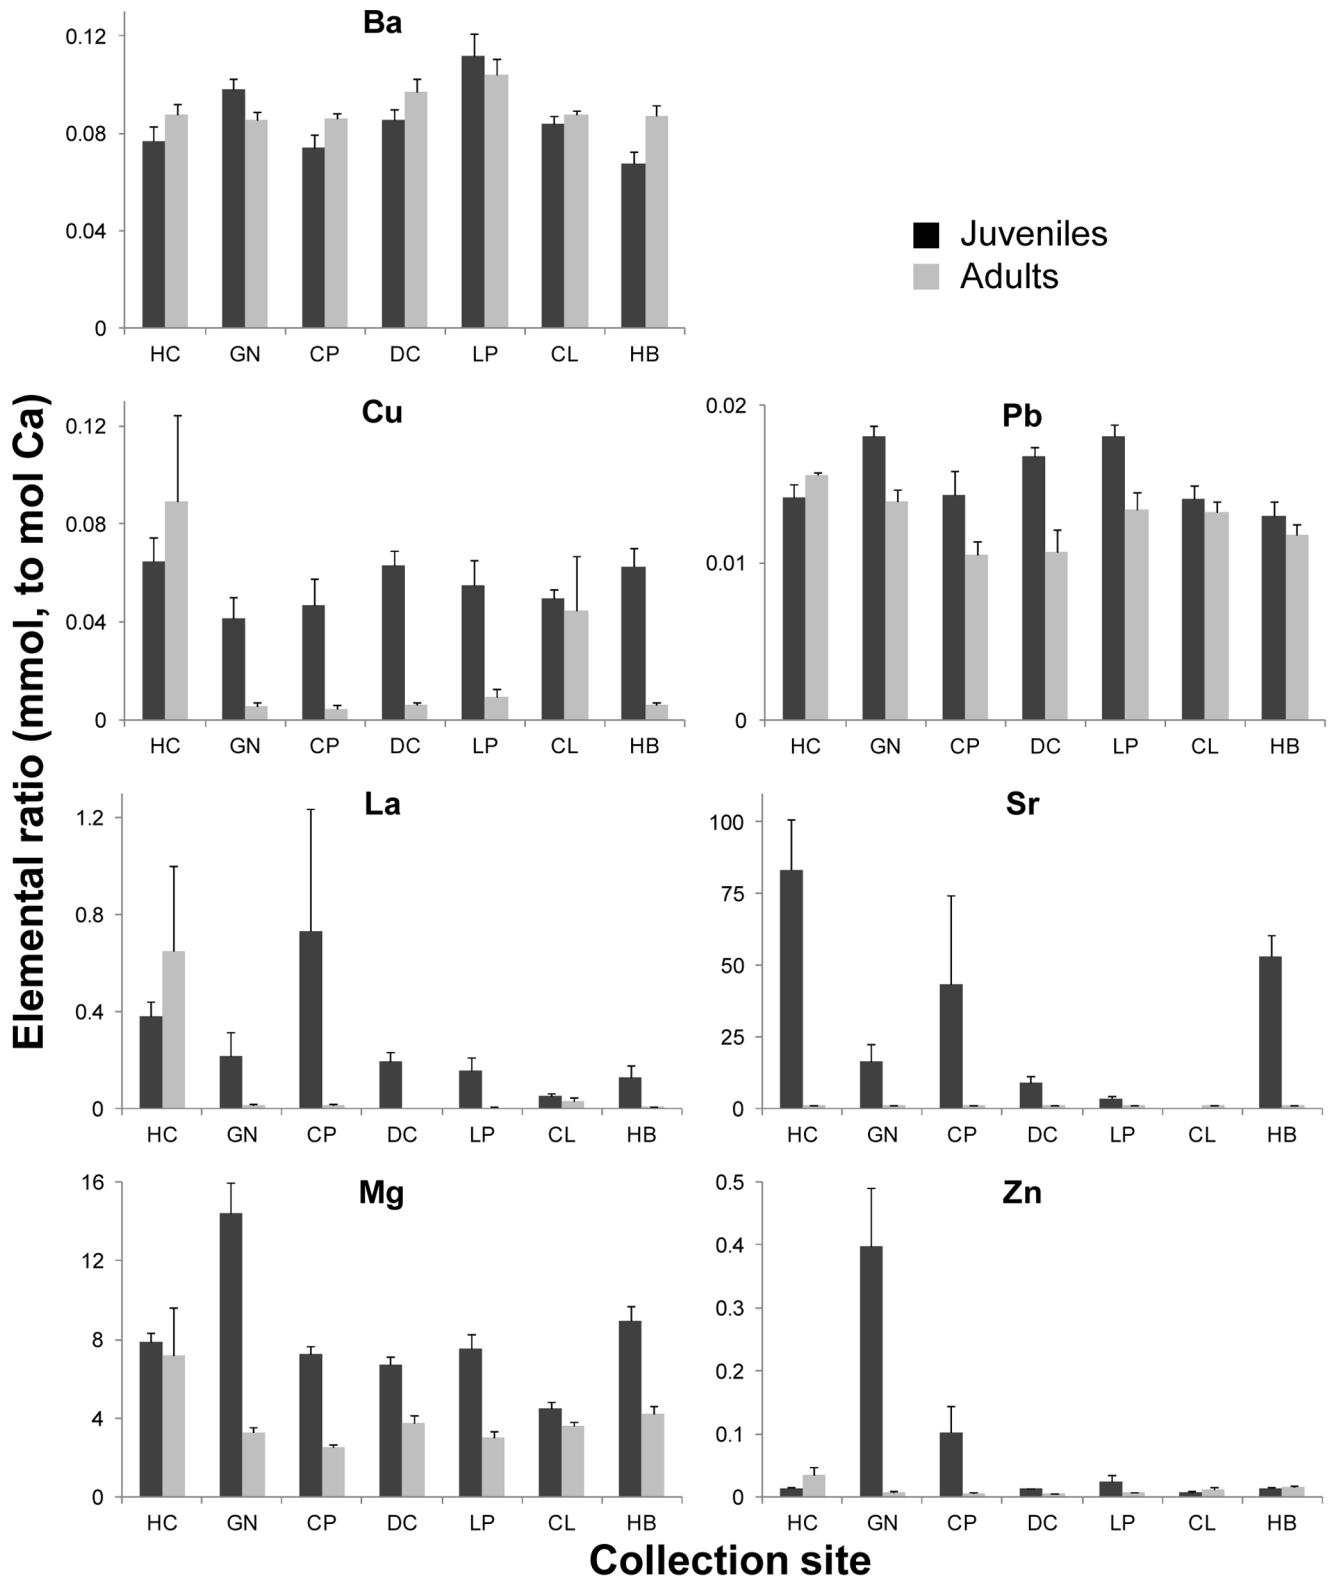 Elemental ratio (mmol, to mol Ca)
Ba
0.12
0.08
0.04
0
HC GN CP DC LP CL HB
Juveniles
Adults
Cu
0.12
0.08
0.04
0
HC GN CP DC LP CL HB
Pb
0.02
0.01
0
HC GN CP DC LP CL HB
La
1.2
0.8
0.4
0
HC GN CP DC LP CL HB
Sr
100
75
50
25
0
HC GN CP DC LP CL HB
Mg
16
12
8
4
0
HC GN CP DC LP CL HB
Zn
0.5
0.4
0.3
0.2
0.1
0
HC GN CP DC LP CL HB
Collection site